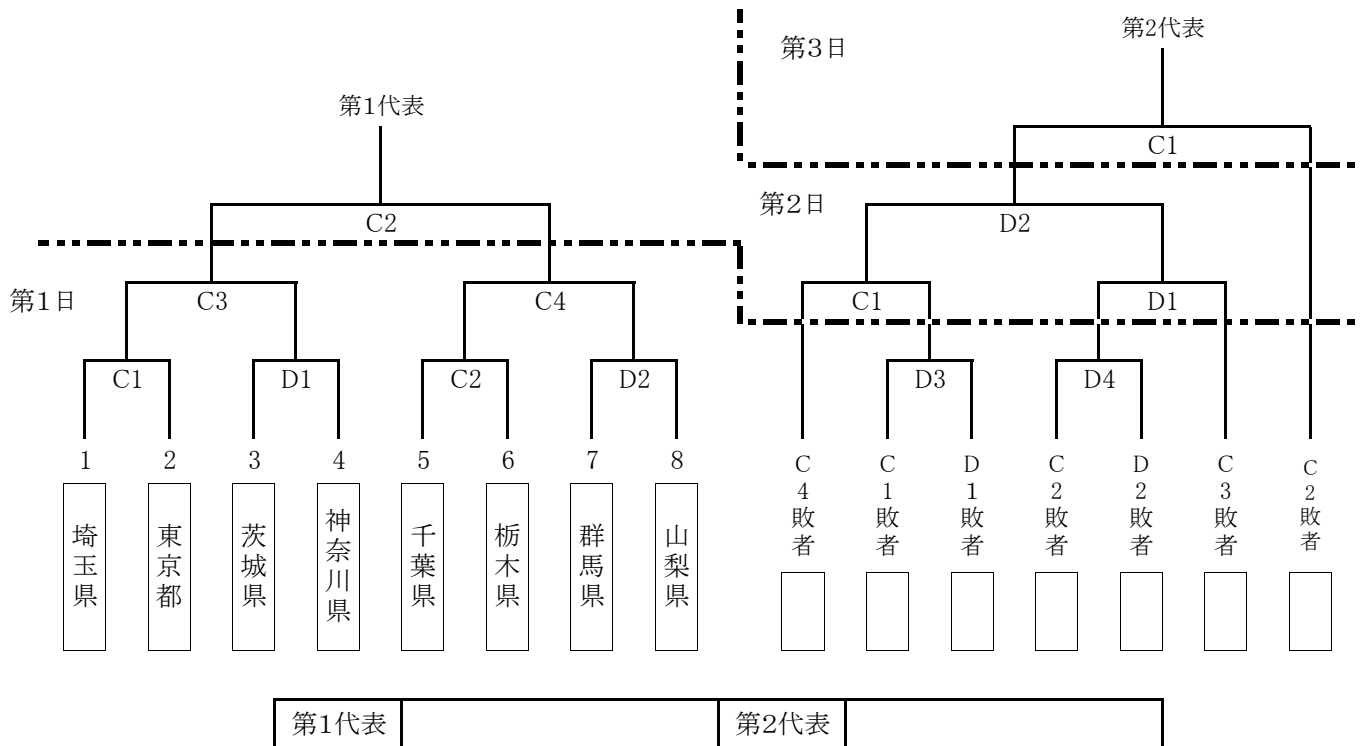 第1代表
C2
第1日
C3
C4
C1
D1
C2
D2
1
2
3
4
5
6
7
8
埼玉県
東京都
茨城県
神奈川県
千葉県
栃木県
群馬県
山梨県
第3日
第2代表
C1
第2日
D2
C1
D1
D3
D4
C4敗者
C1敗者
D1敗者
C2敗者
D2敗者
C3敗者
C2敗者
第1代表
第2代表